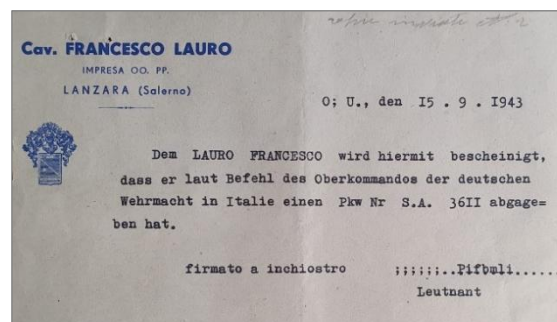 Cav. FRANCESCO LAURO
IMPRESA OO. PP.
LANZARA (Salerno)
O; U., den I5 . 9 . I943
Dem LAURO FRANCESCO wird hiermit bescheinigt,
dass er laut Befehl des Oberkommandos der deutschen
Wehrmacht in Italie einen Pkw Nr S.A. 36II abgage=
ben hat.
firmato a inchiostro ;;;;;;..Pifbmli.....
Leutnant